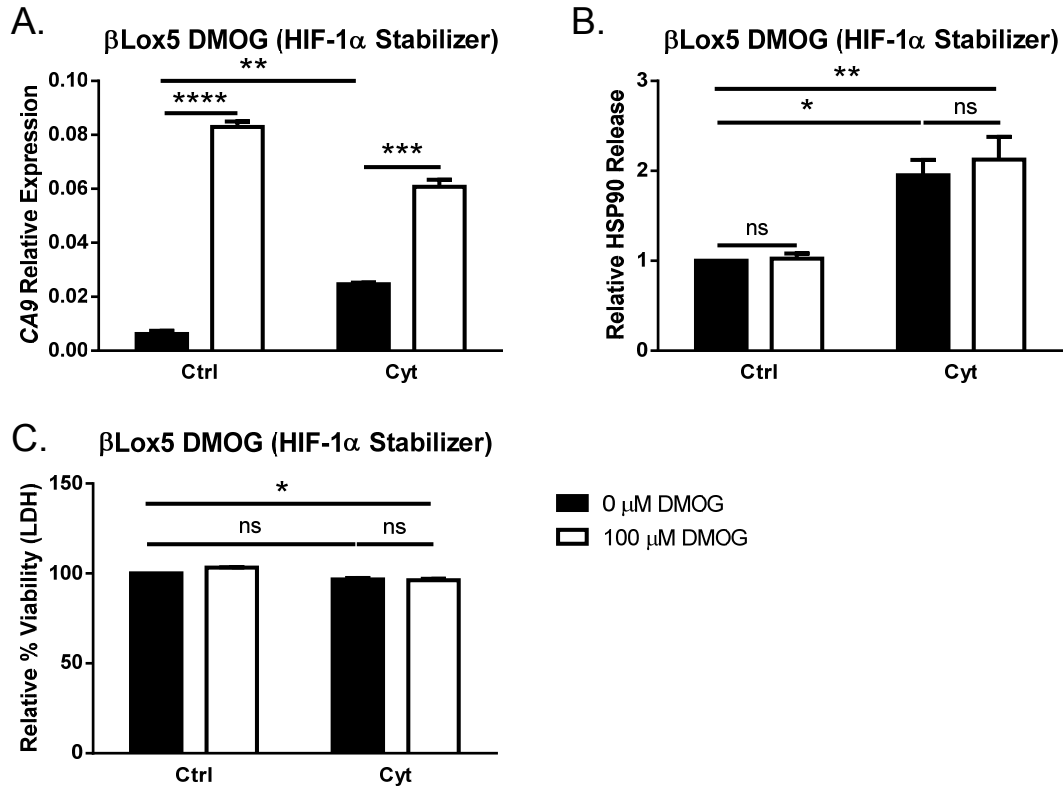 A.
βLox5 DMOG (HIF-1α Stabilizer)
CA9 Relative Expression
0.10
0.08
0.06
0.04
0.02
0.00
**
****
***
Ctrl
Cyt
B.
βLox5 DMOG (HIF-1α Stabilizer)
Relative HSP90 Release
3
2
1
0
**
*
ns
ns
Ctrl
Cyt
C.
βLox5 DMOG (HIF-1α Stabilizer)
Relative % Viability (LDH)
150
100
50
0
*
ns
ns
Ctrl
Cyt
0 μM DMOG
100 μM DMOG